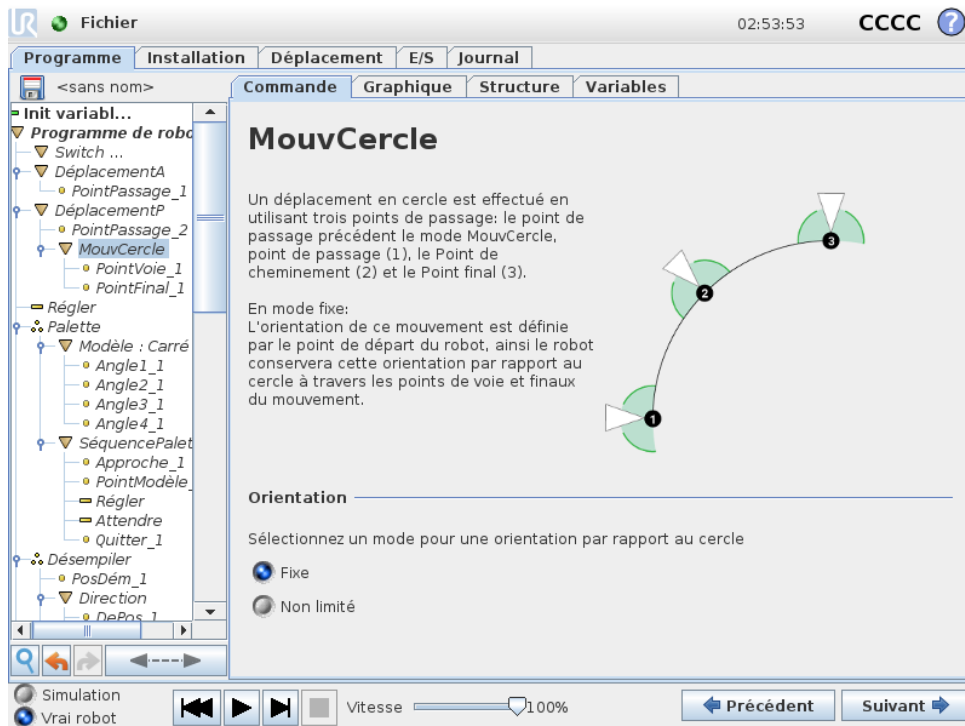 UR Fichier 02:53:53 CCCC ?
Programme Installation Déplacement E/S Journal
<sans nom> Commande Graphique Structure Variables
Init variabl...
Programme de robo
Switch ...
DéplacementA
PointPassage_1
DéplacementP
PointPassage_2
MouvCercle
PointVoie_1
PointFinal_1
Régler
Palette
Modèle : Carré
Angle1_1
Angle2_1
Angle3_1
Angle4_1
SéquencePalet
Approche_1
PointModèle_
Régler
Attendre
Quitter_1
Désempiler
PosDém_1
Direction
DePos_1
MouvCercle
Un déplacement en cercle est effectué en
utilisant trois points de passage: le point de
passage précédent le mode MouvCercle,
point de passage (1), le Point de
cheminement (2) et le Point final (3).
En mode fixe:
L'orientation de ce mouvement est définie
par le point de départ du robot, ainsi le robot
conservera cette orientation par rapport au
cercle à travers les points de voie et finaux
du mouvement.
3
2
1
Orientation
Sélectionnez un mode pour une orientation par rapport au cercle
Fixe
Non limité
Simulation
Vrai robot
Vitesse 100%
Précédent
Suivant